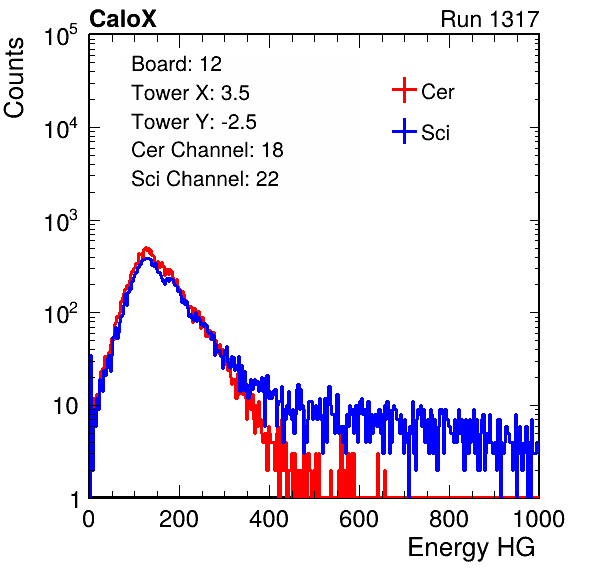 CaloX Run 1317
Counts
10^5
10^4
10^3
10^2
10
1
Board: 12
Tower X: 3.5
Tower Y: -2.5
Cer Channel: 18
Sci Channel: 22
Cer
Sci
0 200 400 600 800 1000
Energy HG